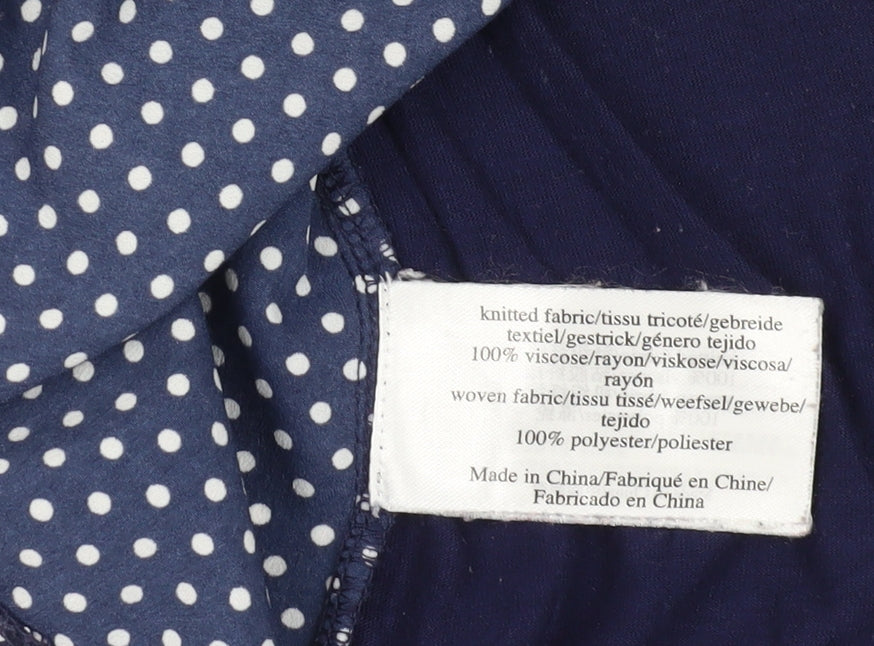 knitted fabric/tissu tricoté/gebreide
textiel/gestrick/género tejido
100% viscose/rayon/viskose/viscosa/
rayón
woven fabric/tissu tissé/weefsel/gewebe/
tejido
100% polyester/poliester
Made in China/Fabriqué en Chine/
Fabricado en China